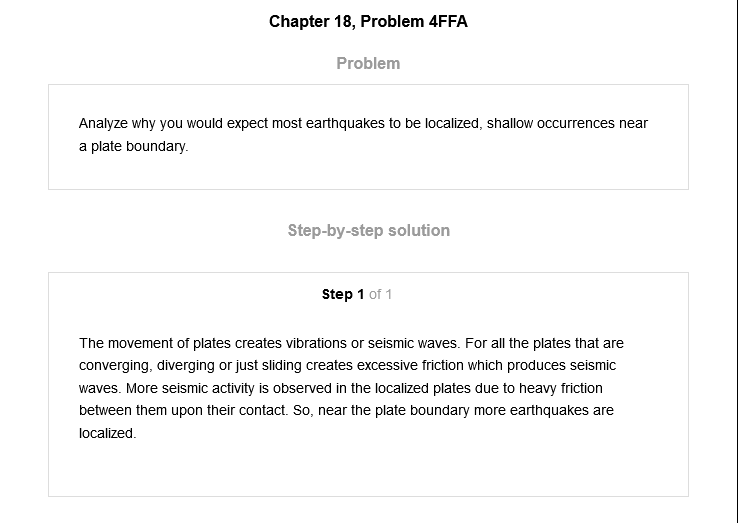 Chapter 18, Problem 4FFA
Problem
Analyze why you would expect most earthquakes to be localized, shallow occurrences near
a plate boundary.
Step-by-step solution
Step 1 of 1
The movement of plates creates vibrations or seismic waves. For all the plates that are
converging, diverging or just sliding creates excessive friction which produces seismic
waves. More seismic activity is observed in the localized plates due to heavy friction
between them upon their contact. So, near the plate boundary more earthquakes are
localized.